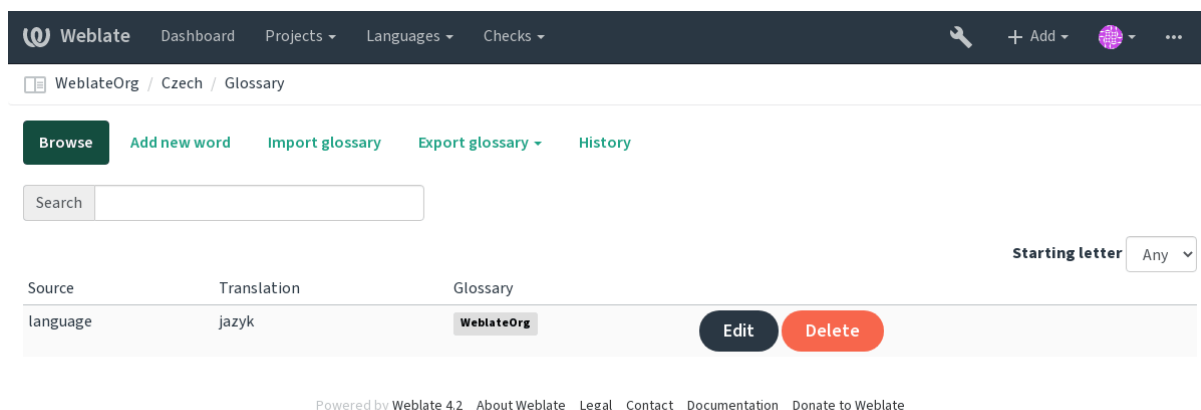 Weblate Dashboard Projects Languages Checks Add
WeblateOrg / Czech / Glossary
Browse Add new word Import glossary Export glossary History
Search
Starting letter Any
Source Translation Glossary
language jazyk WeblateOrg Edit Delete
Powered by Weblate 4.2 About Weblate Legal Contact Documentation Donate to Weblate